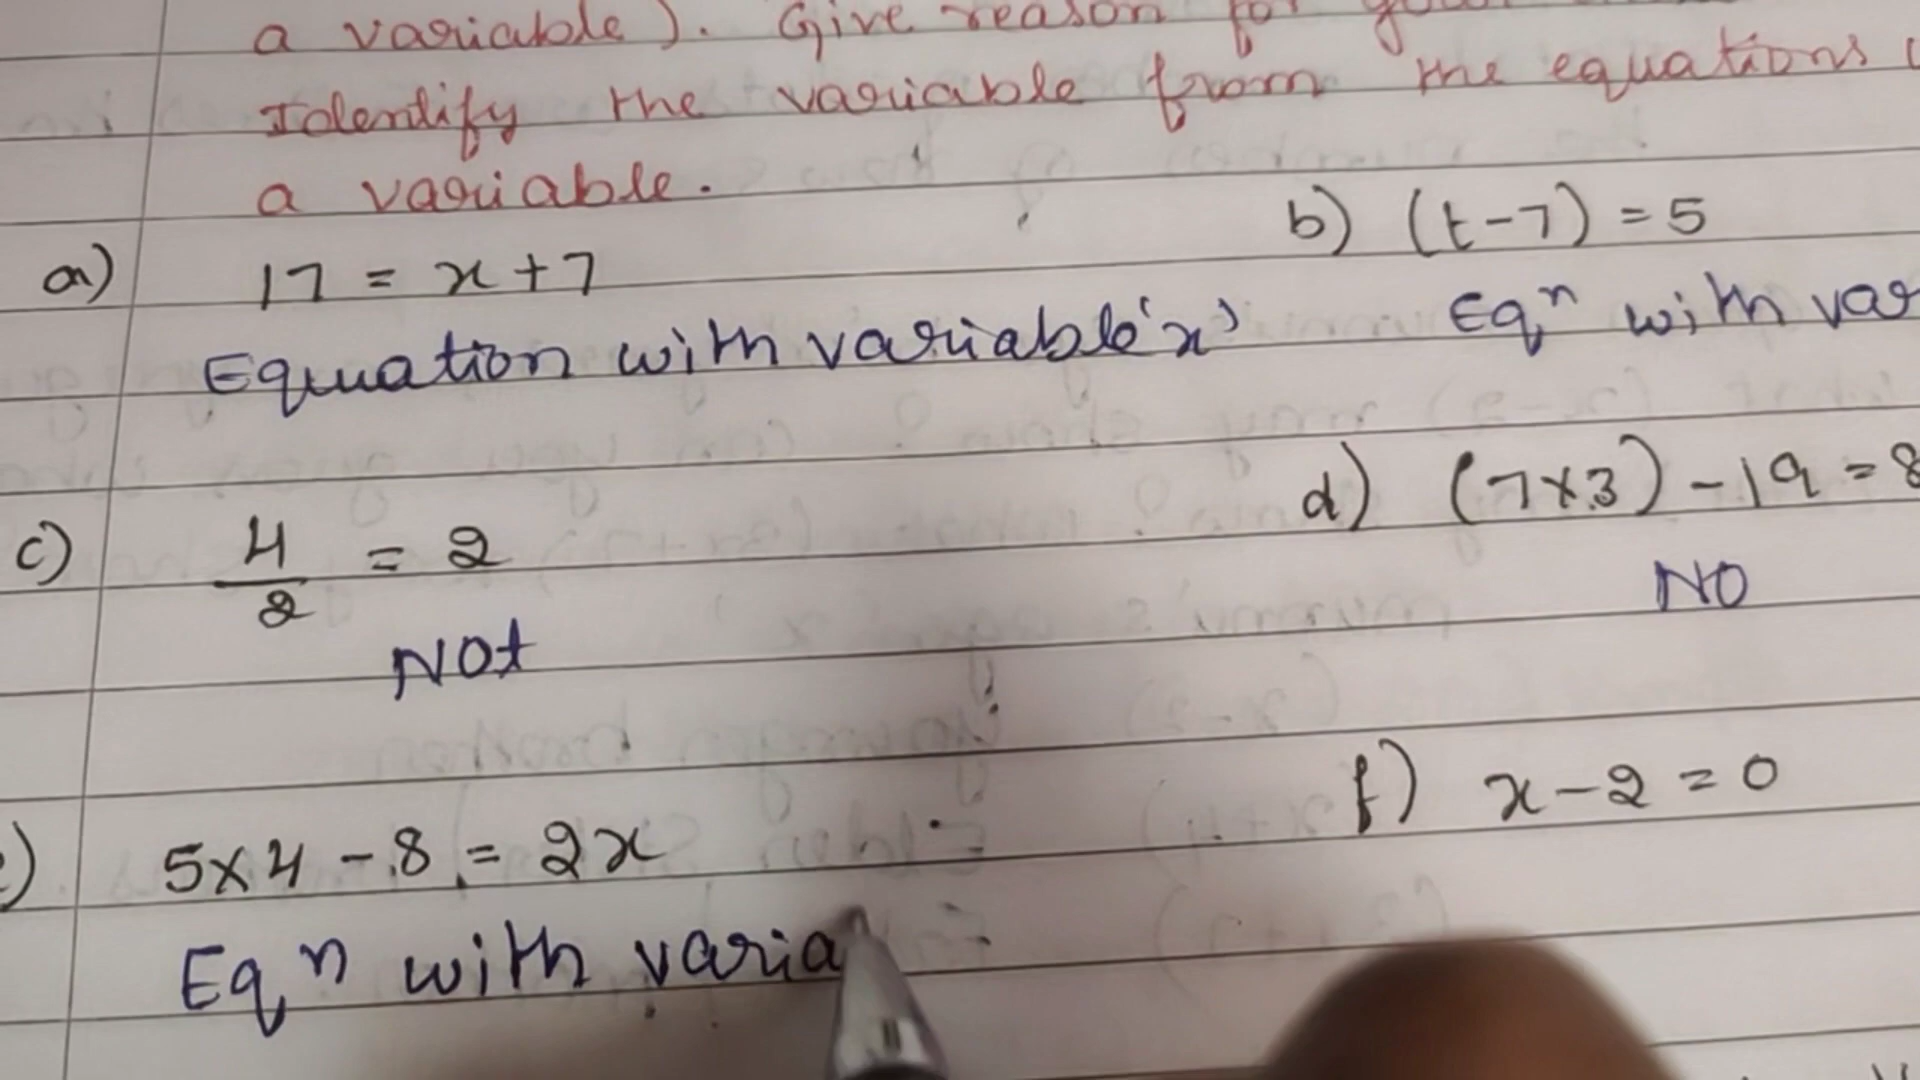 a variable). Give reason for
Identify the variable from the equations
a variable.
a) 17 = x + 7
b) (t - 7) = 5
Equation with variable 'x'
Eqⁿ with var
c) 4/2 = 2
d) (7 x 3) - 19 = 8
Not
NO
5 x 4 - 8 = 2x
f) x - 2 = 0
Eqⁿ with varia